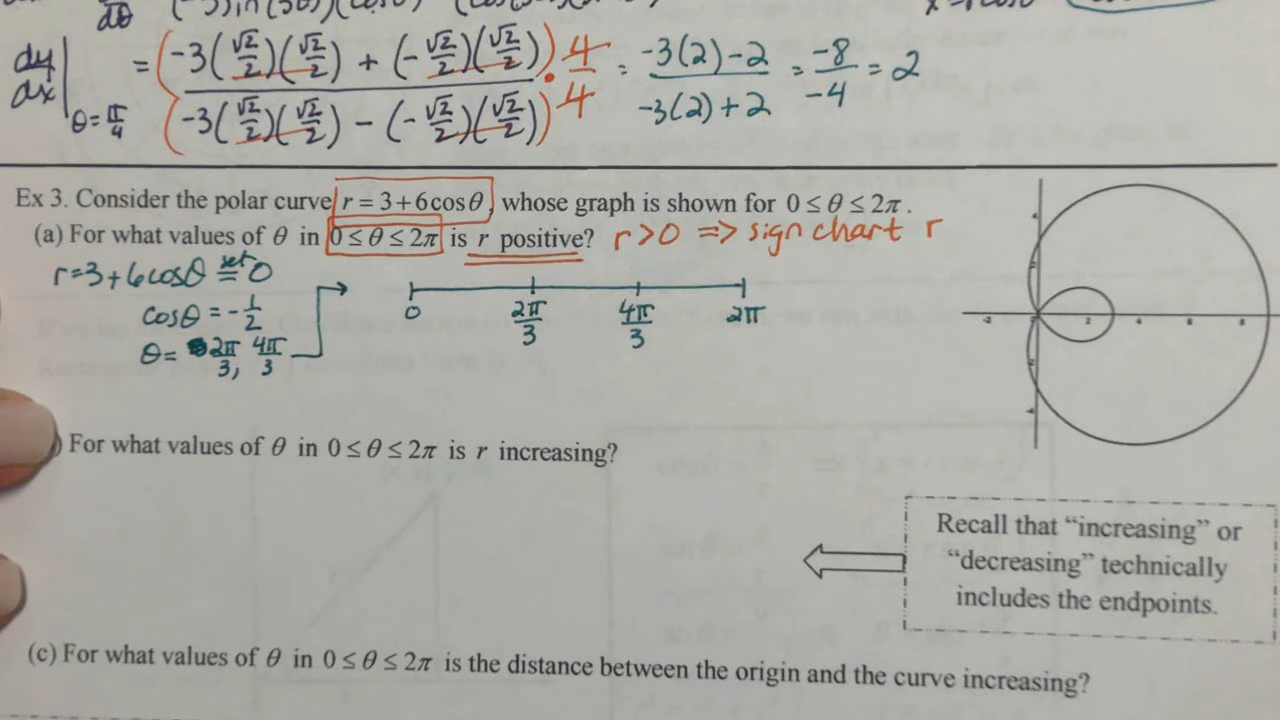 dθ (-3sin(3θ))(cosθ)
dy/dx |θ=π/4 = (-3(√2/2)(√2/2) + (-√2/2)(√2/2)) / (-3(√2/2)(√2/2) - (-√2/2)(√2/2)) · 4/4 = (-3(2)-2)/(-3(2)+2) = -8/-4 = 2
Ex 3. Consider the polar curve r = 3+6cosθ, whose graph is shown for 0≤θ≤2π.
(a) For what values of θ in 0≤θ≤2π is r positive? r>0 => sign chart r
r=3+6cosθ set= 0
cosθ = -1/2
θ= 2π/3, 4π/3
0 2π/3 4π/3 2π
) For what values of θ in 0≤θ≤2π is r increasing?
Recall that “increasing” or
“decreasing” technically
includes the endpoints.
(c) For what values of θ in 0≤θ≤2π is the distance between the origin and the curve increasing?